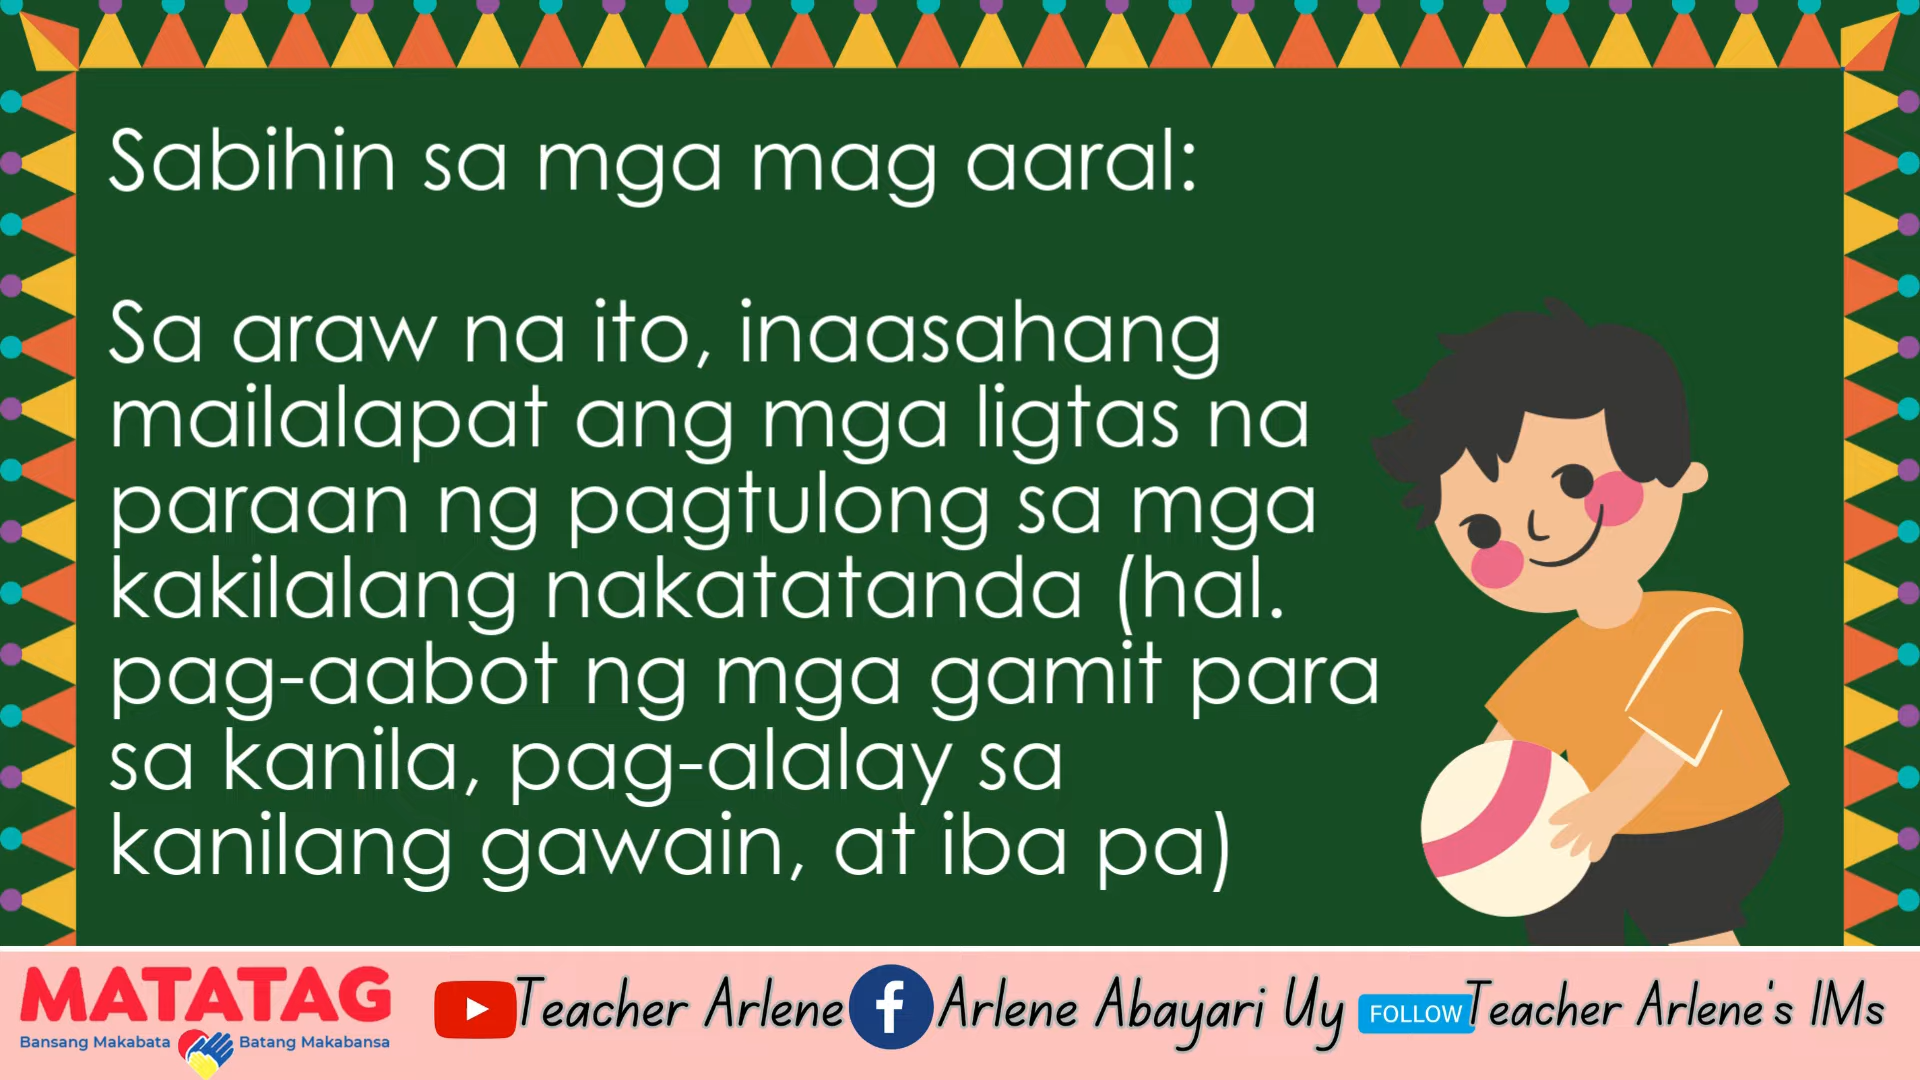 Sabihin sa mga mag aaral:
Sa araw na ito, inaasahang
mailalapat ang mga ligtas na
paraan ng pagtulong sa mga
kakilalang nakatatanda (hal.
pag-aabot ng mga gamit para
sa kanila, pag-alalay sa
kanilang gawain, at iba pa)
MATATAG
Bansang Makabata Batang Makabansa
Teacher Arlene f Arlene Abayari Uy FOLLOW Teacher Arlene's IMs